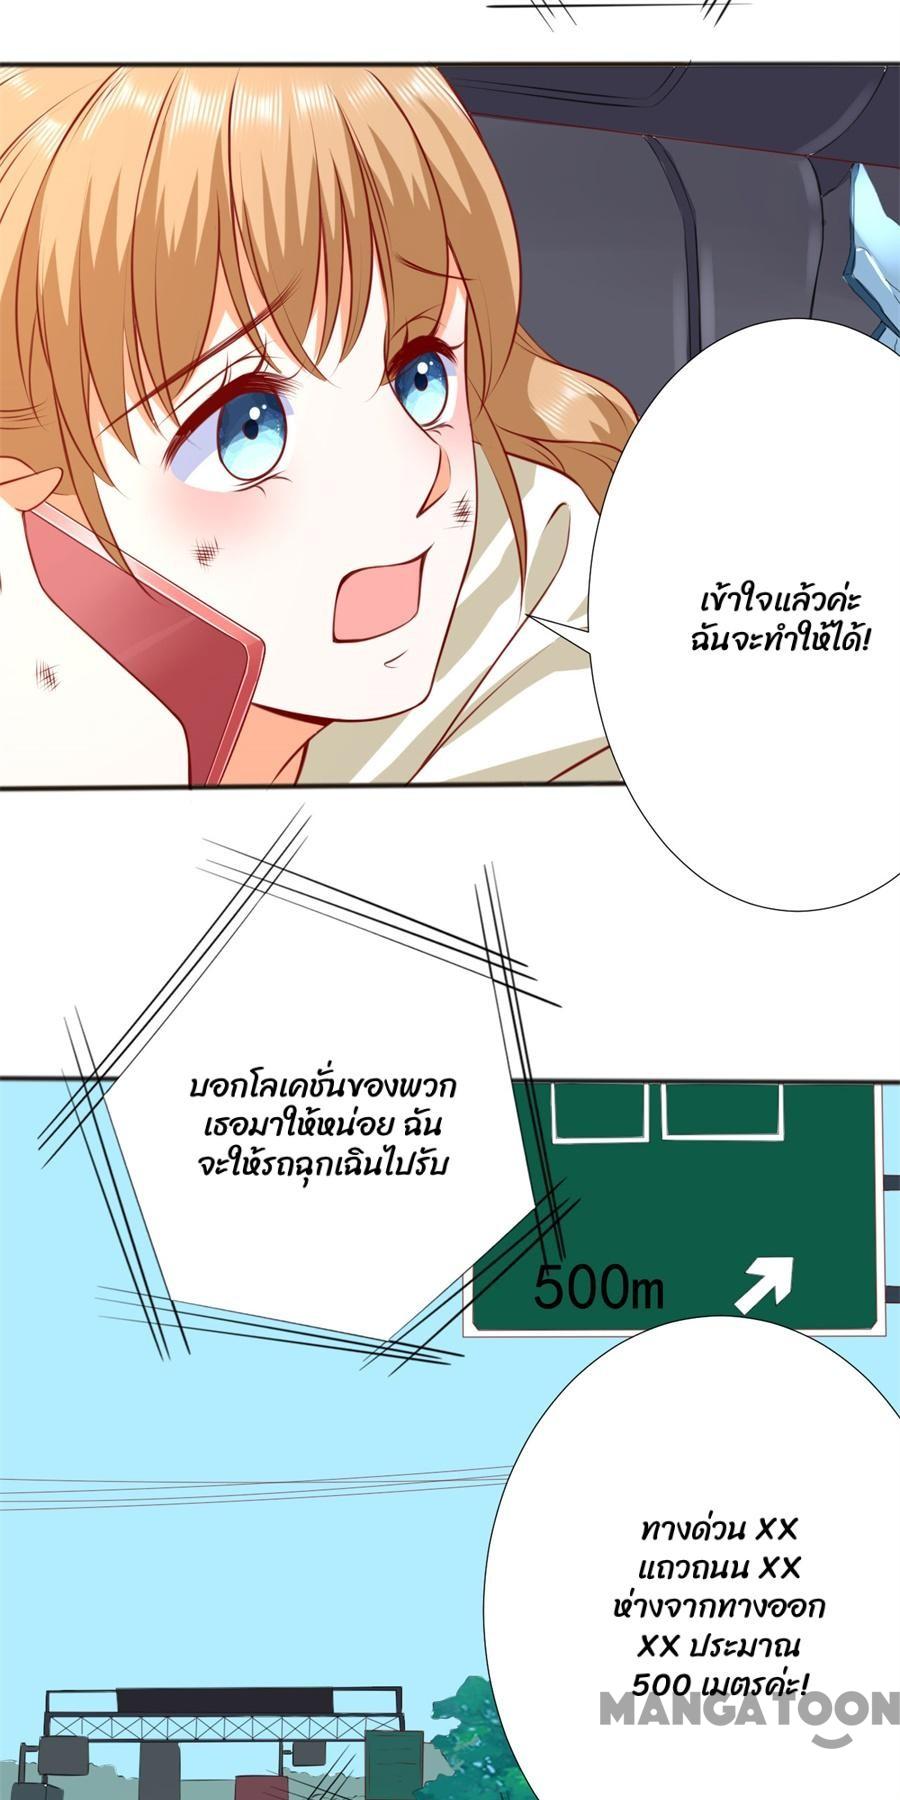 เข้าใจแล้วค่ะ
ฉันจะทำให้ได้!
บอกโลเคชั่นของพวก
เธอมาให้หน่อย ฉัน
จะให้รถฉุกเฉินไปรับ
500m
ทางด่วน XX
แถวถนน XX
ห่างจากทางออก
XX ประมาณ
500 เมตรค่ะ!
MANGATOON